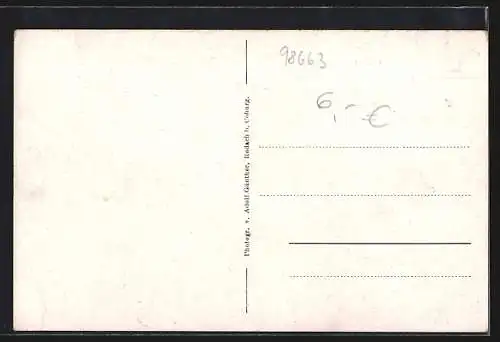 98663
6,- €
Photogr. v. Adolf Günther, Rodach b. Coburg.